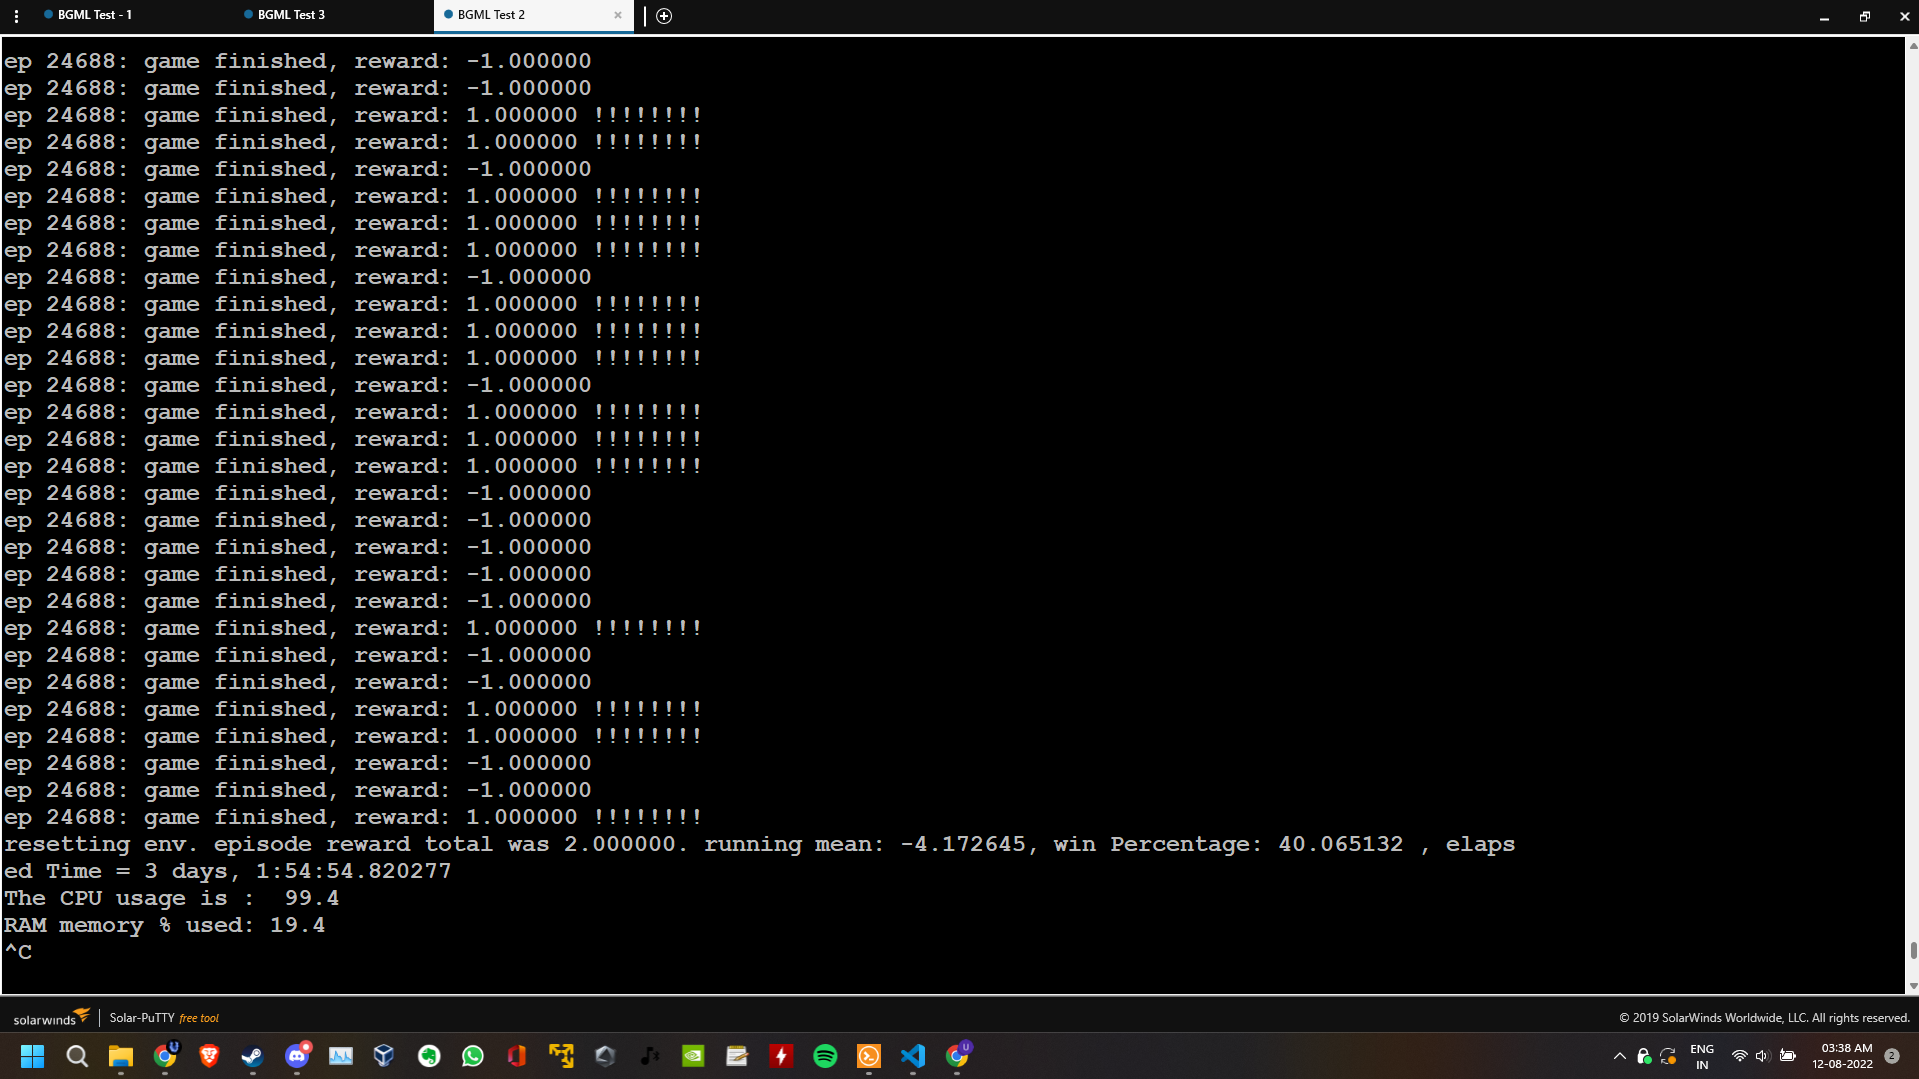 BGML Test - 1
BGML Test 3
BGML Test 2
ep 24688: game finished, reward: -1.000000
ep 24688: game finished, reward: -1.000000
ep 24688: game finished, reward: 1.000000 !!!!!!!!
ep 24688: game finished, reward: 1.000000 !!!!!!!!
ep 24688: game finished, reward: -1.000000
ep 24688: game finished, reward: 1.000000 !!!!!!!!
ep 24688: game finished, reward: 1.000000 !!!!!!!!
ep 24688: game finished, reward: 1.000000 !!!!!!!!
ep 24688: game finished, reward: -1.000000
ep 24688: game finished, reward: 1.000000 !!!!!!!!
ep 24688: game finished, reward: 1.000000 !!!!!!!!
ep 24688: game finished, reward: 1.000000 !!!!!!!!
ep 24688: game finished, reward: -1.000000
ep 24688: game finished, reward: 1.000000 !!!!!!!!
ep 24688: game finished, reward: 1.000000 !!!!!!!!
ep 24688: game finished, reward: 1.000000 !!!!!!!!
ep 24688: game finished, reward: -1.000000
ep 24688: game finished, reward: -1.000000
ep 24688: game finished, reward: -1.000000
ep 24688: game finished, reward: -1.000000
ep 24688: game finished, reward: -1.000000
ep 24688: game finished, reward: 1.000000 !!!!!!!!
ep 24688: game finished, reward: -1.000000
ep 24688: game finished, reward: -1.000000
ep 24688: game finished, reward: 1.000000 !!!!!!!!
ep 24688: game finished, reward: 1.000000 !!!!!!!!
ep 24688: game finished, reward: -1.000000
ep 24688: game finished, reward: -1.000000
ep 24688: game finished, reward: 1.000000 !!!!!!!!
resetting env. episode reward total was 2.000000. running mean: -4.172645, win Percentage: 40.065132 , elaps
ed Time = 3 days, 1:54:54.820277
The CPU usage is :  99.4
RAM memory % used: 19.4
^C
solarwinds Solar-PuTTY free tool
© 2019 SolarWinds Worldwide, LLC. All rights reserved.
ENG
IN
03:38 AM
12-08-2022
2